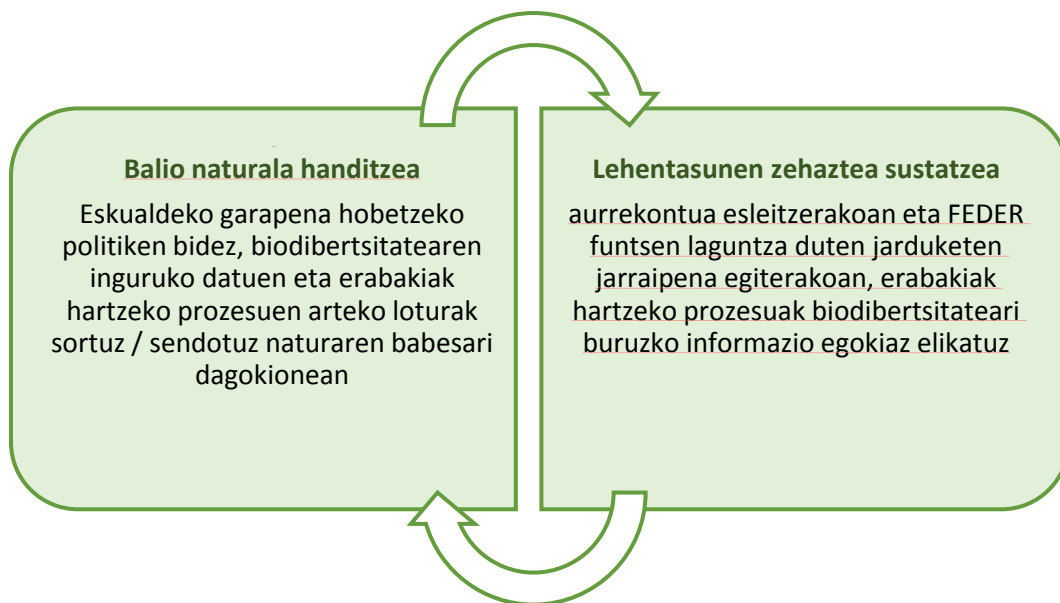 Balio naturala handitzea
Eskualdeko garapena hobetzeko
politiken bidez, biodibertsitatearen
inguruko datuen eta erabakiak
hartzeko prozesuen arteko loturak
sortuz / sendotuz naturaren babesari
dagokionean
Lehentasunen zehaztea sustatzea
aurrekontua esleitzerakoan eta FEDER
funtsen laguntza duten jarduketen
jarraipena egiterakoan, erabakiak
hartzeko prozesuak biodibertsitateari
buruzko informazio egokiaz elikatuz